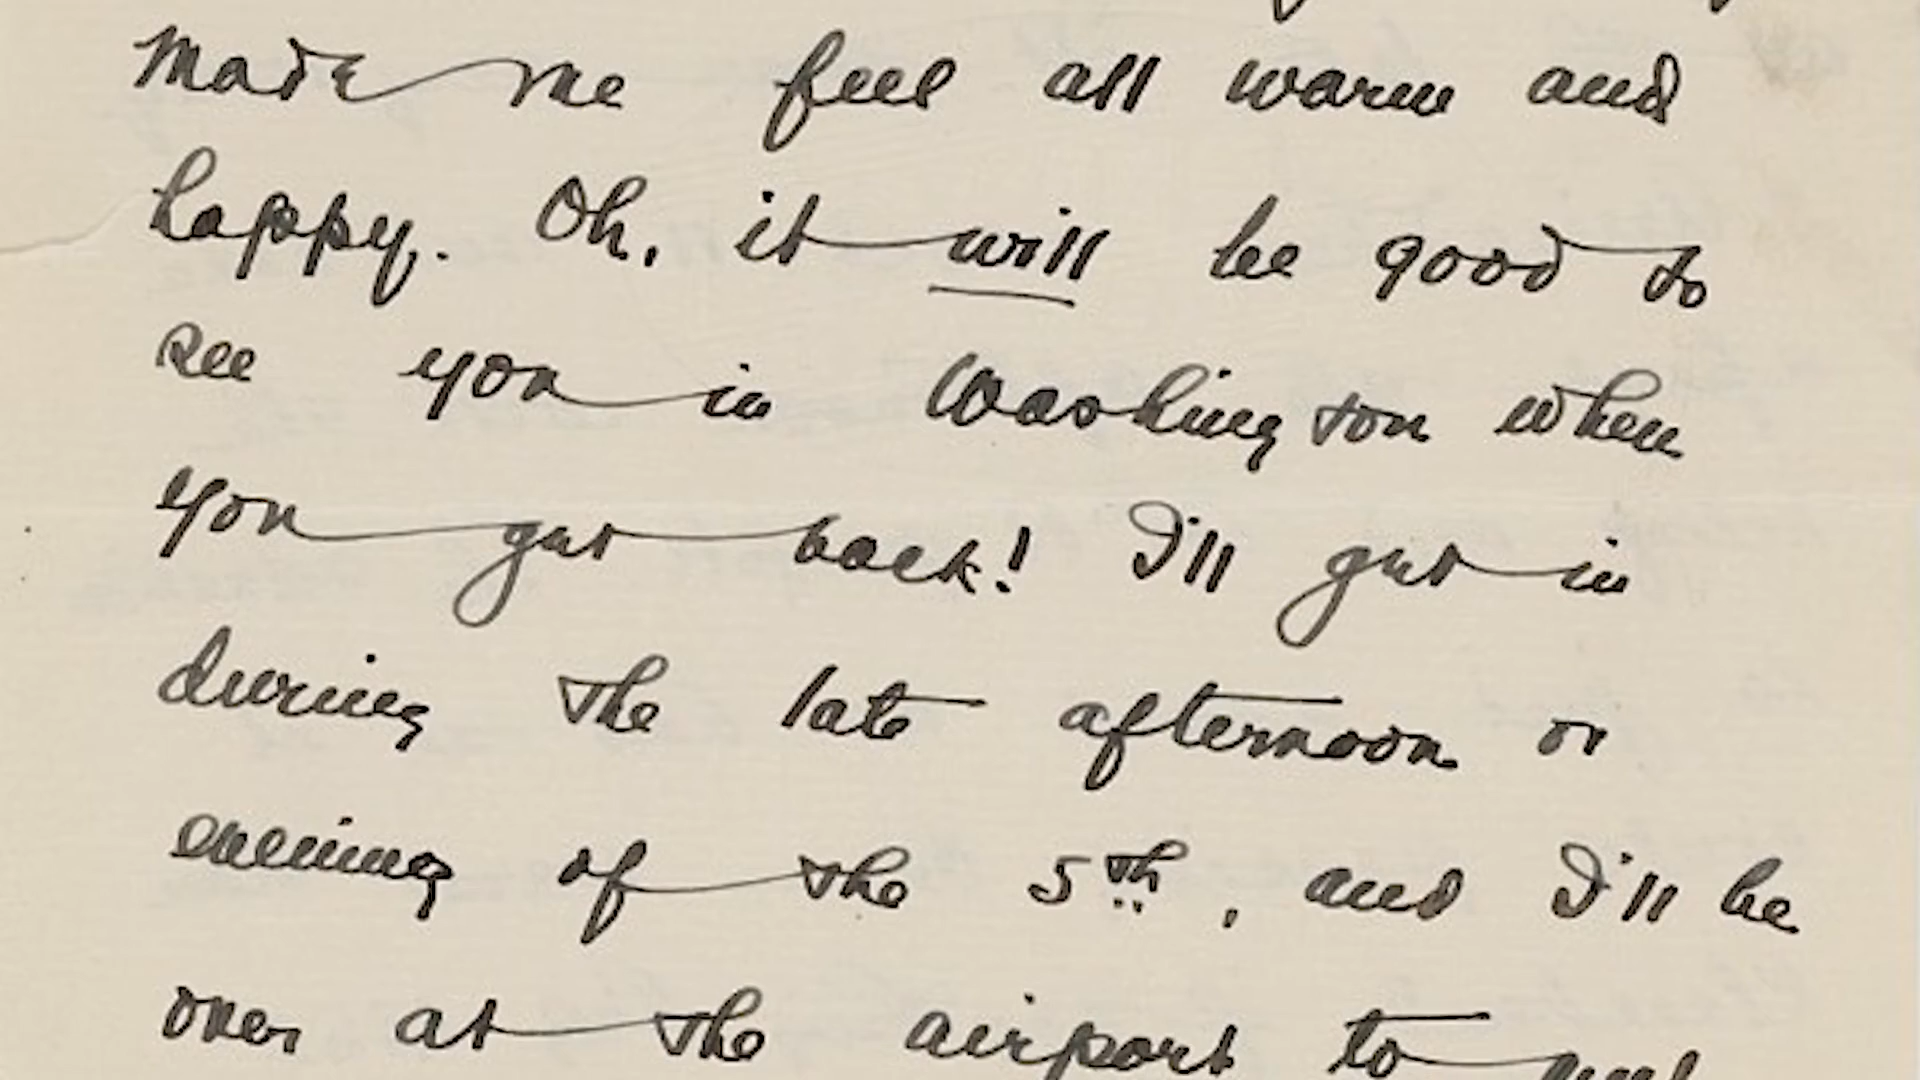 made me feel all warm and
happy. Oh, it will be good to
see you in Washington when
you get back! I'll get in
during the late afternoon or
evening of the 5th, and I'll be
over at the airport to